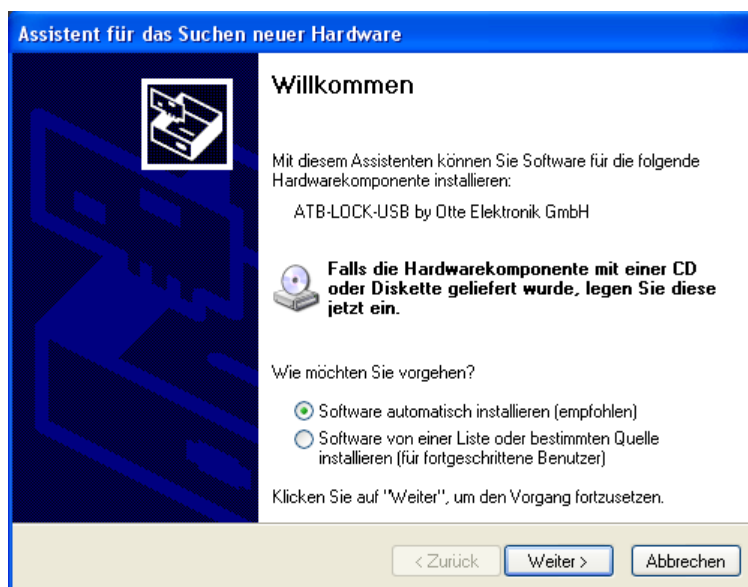 Assistent für das Suchen neuer Hardware
Willkommen
Mit diesem Assistenten können Sie Software für die folgende
Hardwarekomponente installieren:
ATB-LOCK-USB by Otte Elektronik GmbH
Falls die Hardwarekomponente mit einer CD
oder Diskette geliefert wurde, legen Sie diese
jetzt ein.
Wie möchten Sie vorgehen?
Software automatisch installieren (empfohlen)
Software von einer Liste oder bestimmten Quelle
installieren (für fortgeschrittene Benutzer)
Klicken Sie auf "Weiter", um den Vorgang fortzusetzen.
< Zurück Weiter > Abbrechen